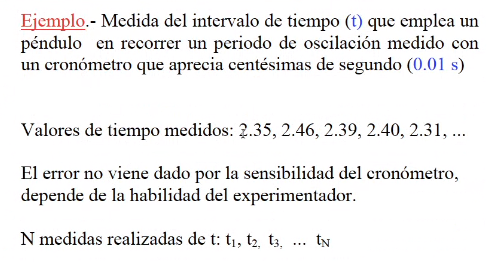 Ejemplo.- Medida del intervalo de tiempo (t) que emplea un
péndulo en recorrer un periodo de oscilación medido con
un cronómetro que aprecia centésimas de segundo (0.01 s)
Valores de tiempo medidos: 2.35, 2.46, 2.39, 2.40, 2.31, ...
El error no viene dado por la sensibilidad del cronómetro,
depende de la habilidad del experimentador.
N medidas realizadas de t: t₁, t₂, t₃, ... tN